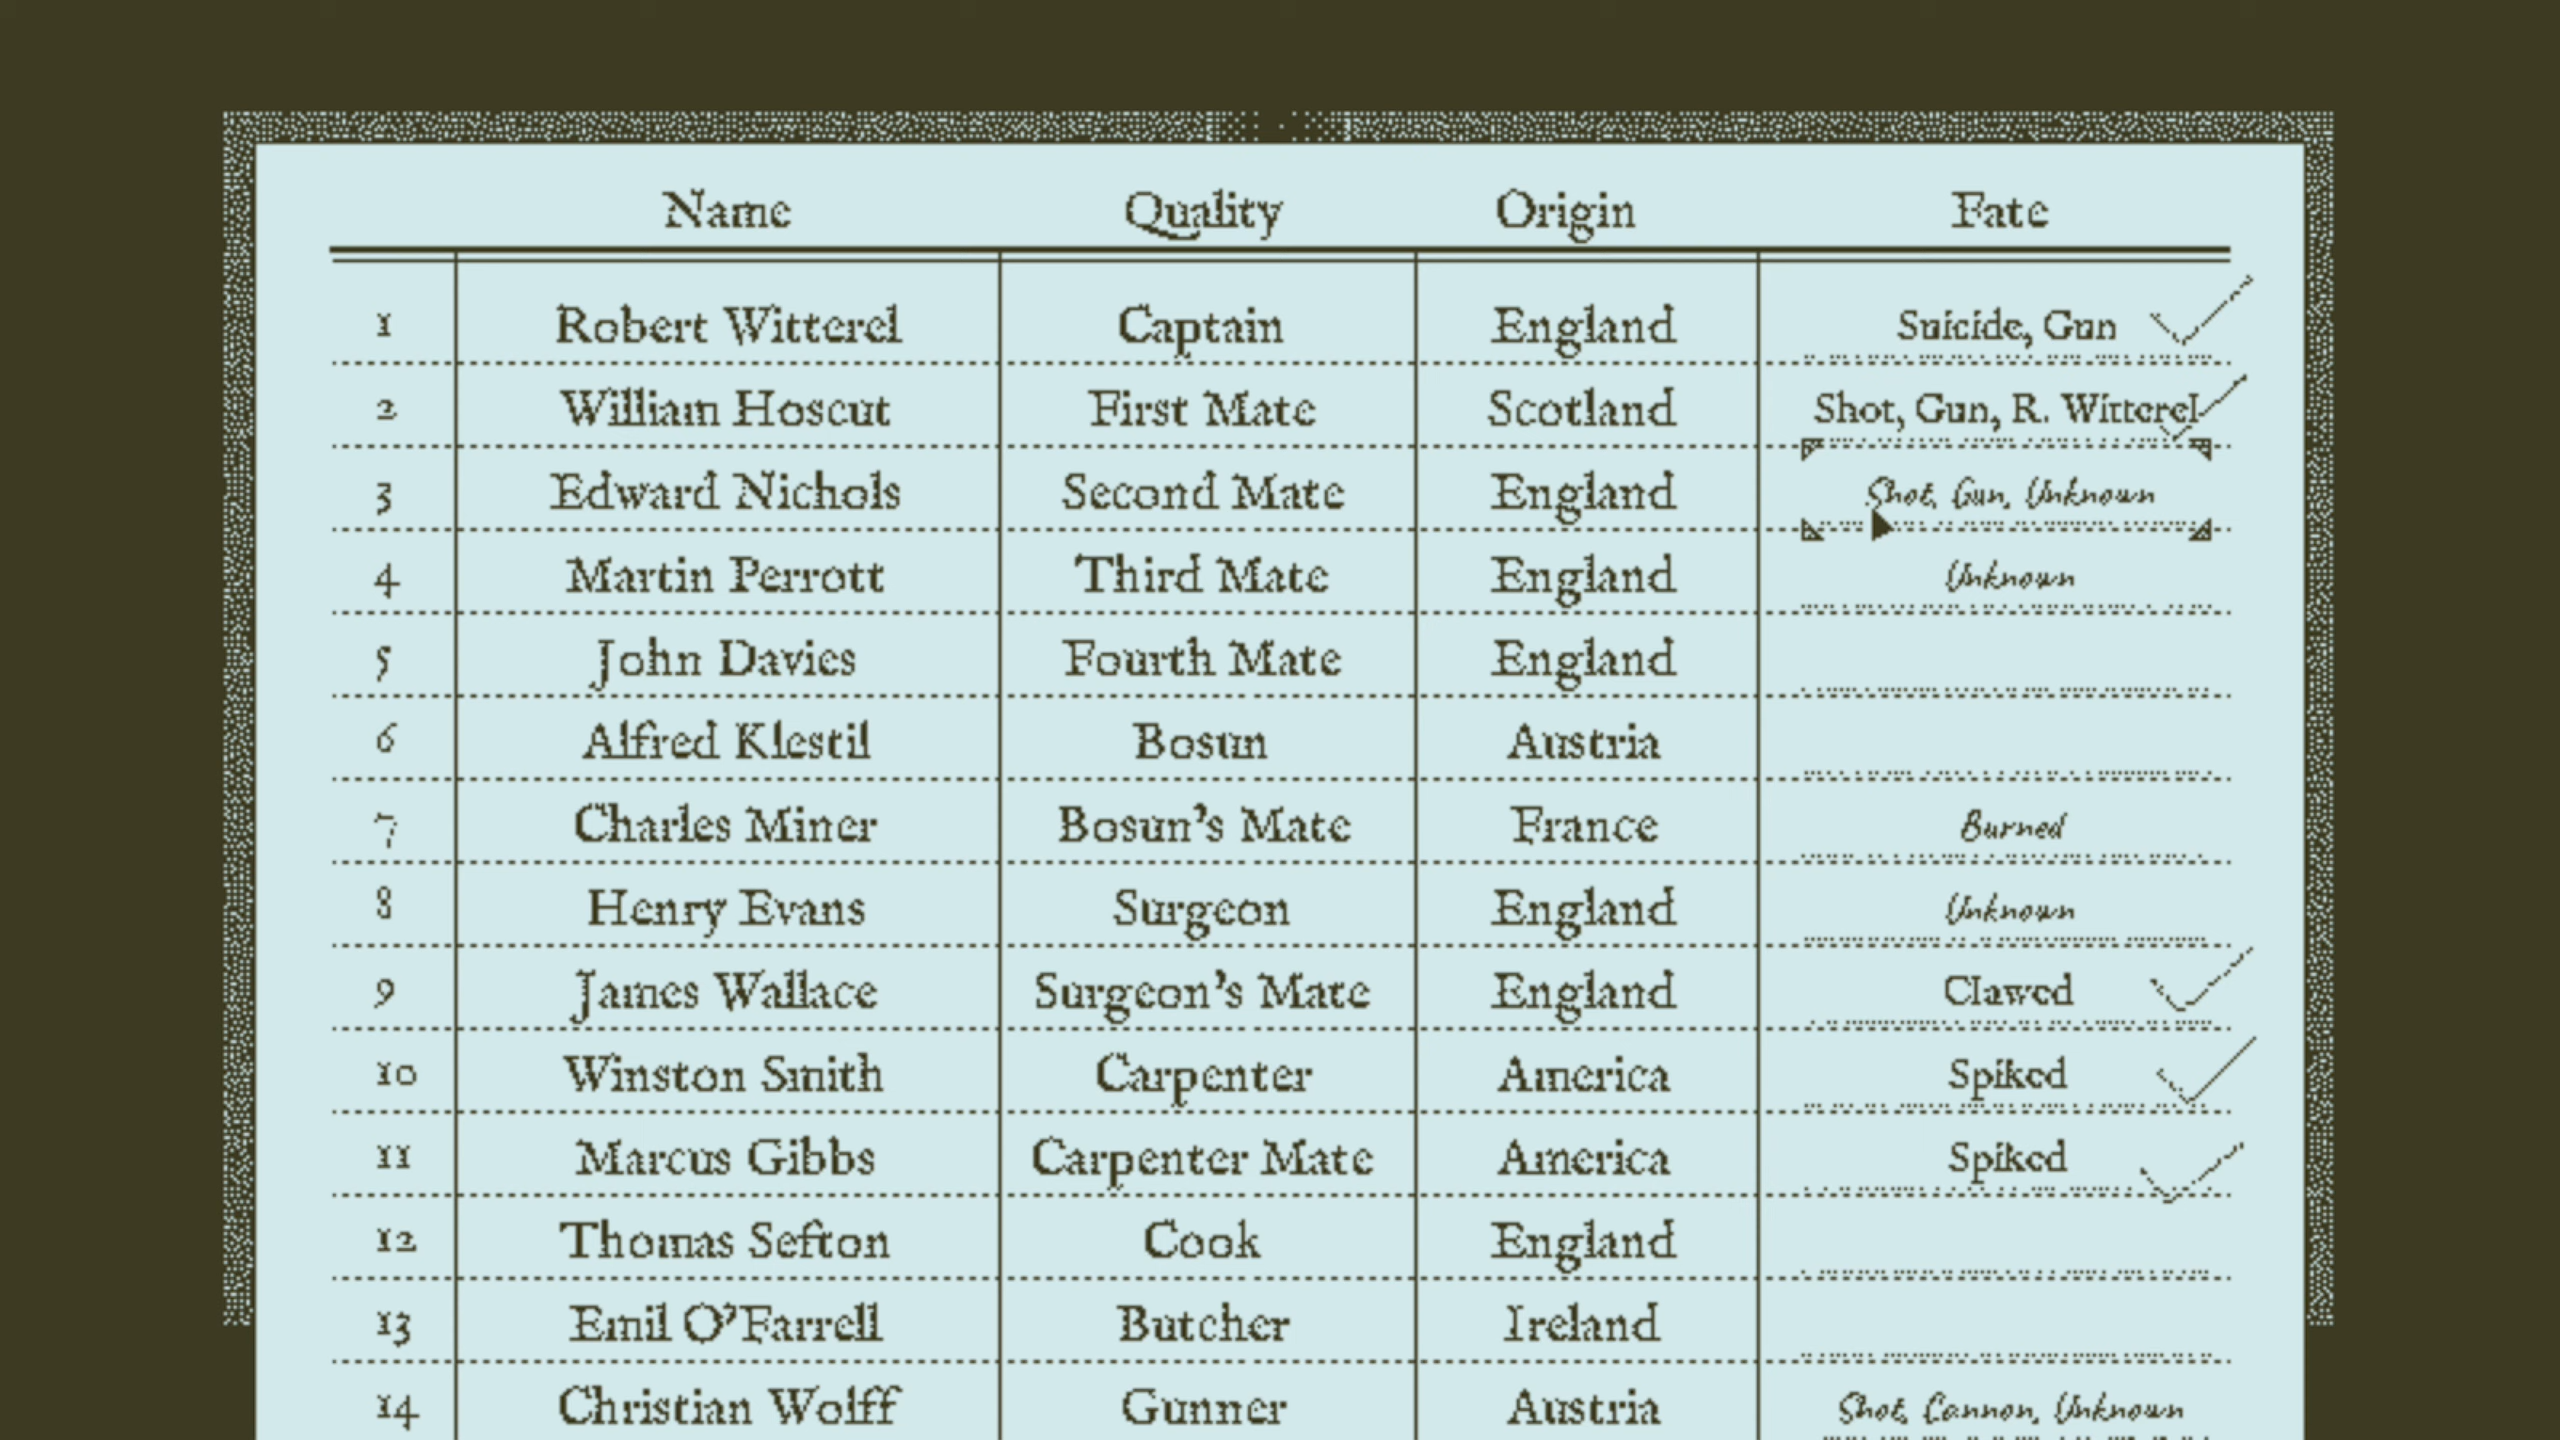 Name Quality Origin Fate
1 Robert Witterel Captain England Suicide, Gun
2 William Hoscut First Mate Scotland Shot, Gun, R. Witterel
3 Edward Nichols Second Mate England Shot, Gun, Unknown
4 Martin Perrott Third Mate England Unknown
5 John Davies Fourth Mate England
6 Alfred Klestil Bosun Austria
7 Charles Miner Bosun's Mate France Burned
8 Henry Evans Surgeon England Unknown
9 James Wallace Surgeon's Mate England Clawed
10 Winston Smith Carpenter America Spiked
11 Marcus Gibbs Carpenter Mate America Spiked
12 Thomas Sefton Cook England
13 Emil O'Farrell Butcher Ireland
14 Christian Wolff Gunner Austria Shot, Cannon, Unknown